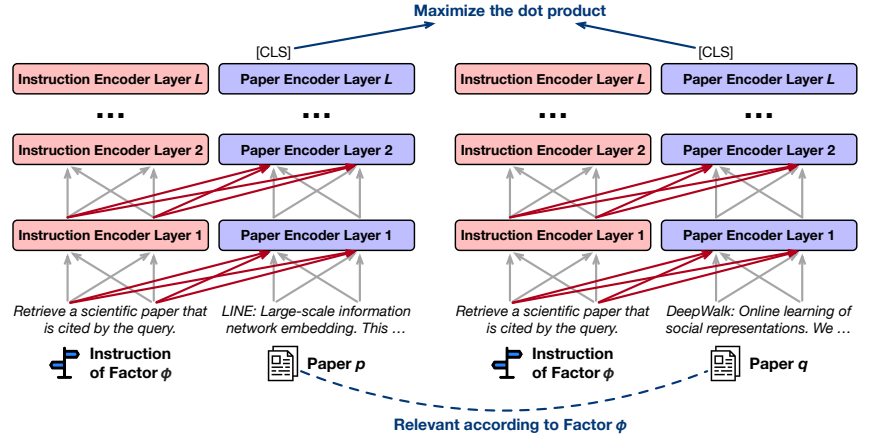 Maximize the dot product
[CLS] [CLS]
Instruction Encoder Layer L Paper Encoder Layer L Instruction Encoder Layer L Paper Encoder Layer L
... ... ... ...
Instruction Encoder Layer 2 Paper Encoder Layer 2 Instruction Encoder Layer 2 Paper Encoder Layer 2
Instruction Encoder Layer 1 Paper Encoder Layer 1 Instruction Encoder Layer 1 Paper Encoder Layer 1
Retrieve a scientific paper that
is cited by the query.
LINE: Large-scale information
network embedding. This ...
Retrieve a scientific paper that
is cited by the query.
DeepWalk: Online learning of
social representations. We ...
Instruction
of Factor ϕ
Paper p
Instruction
of Factor ϕ
Paper q
Relevant according to Factor ϕ